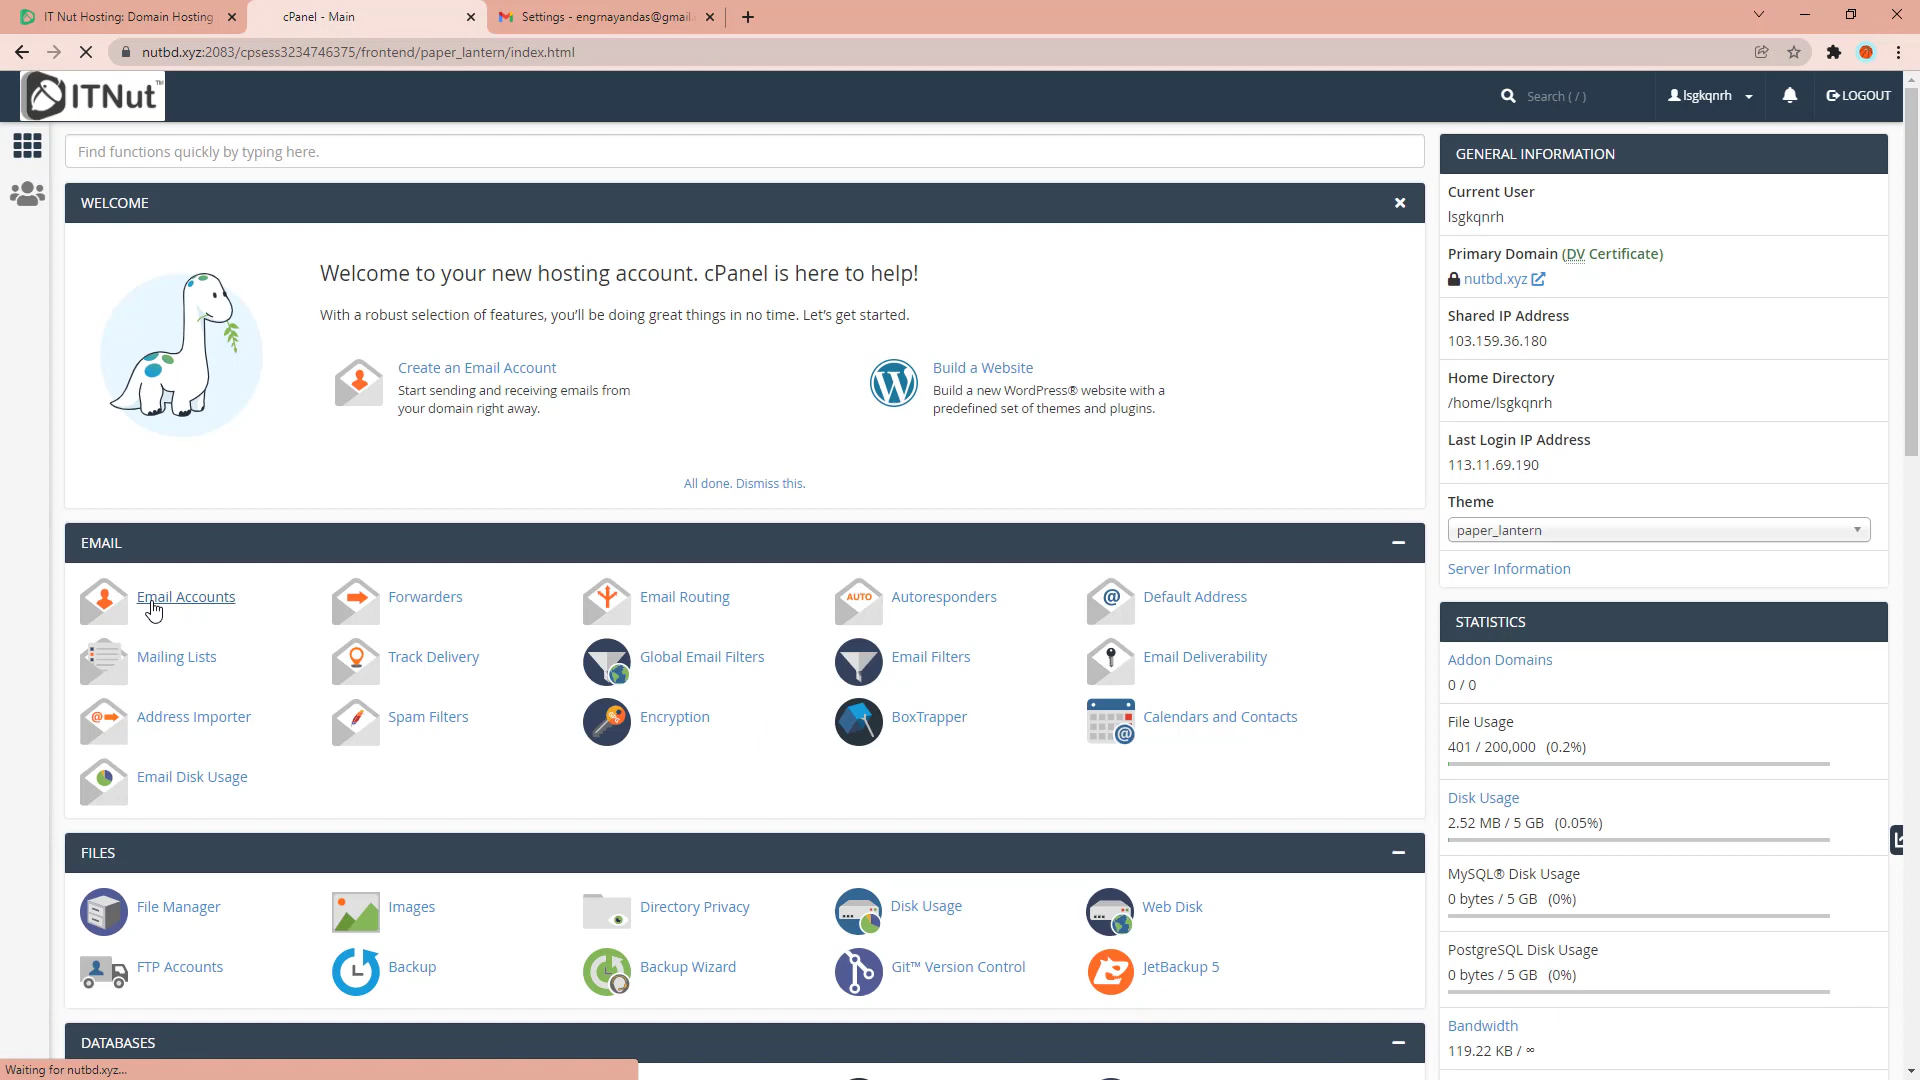 IT Nut Hosting: Domain Hosting
cPanel - Main
Settings - engrnayandas@gmail.
nutbd.xyz:2083/cpsess3234746375/frontend/paper_lantern/index.html
ITNut™
Search ( / )
lsgkqnrh
LOGOUT
Find functions quickly by typing here.
WELCOME
Welcome to your new hosting account. cPanel is here to help!
With a robust selection of features, you'll be doing great things in no time. Let's get started.
Create an Email Account
Start sending and receiving emails from
your domain right away.
Build a Website
Build a new WordPress® website with a
predefined set of themes and plugins.
All done. Dismiss this.
EMAIL
Email Accounts
Forwarders
Email Routing
AUTO
Autoresponders
@
Default Address
Mailing Lists
Track Delivery
Global Email Filters
Email Filters
Email Deliverability
@
Address Importer
Spam Filters
Encryption
BoxTrapper
@
Calendars and Contacts
Email Disk Usage
FILES
File Manager
Images
Directory Privacy
Disk Usage
Web Disk
FTP Accounts
Backup
Backup Wizard
Git™ Version Control
JetBackup 5
DATABASES
GENERAL INFORMATION
Current User
lsgkqnrh
Primary Domain (DV Certificate)
nutbd.xyz
Shared IP Address
103.159.36.180
Home Directory
/home/lsgkqnrh
Last Login IP Address
113.11.69.190
Theme
paper_lantern
Server Information
STATISTICS
Addon Domains
0 / 0
File Usage
401 / 200,000 (0.2%)
Disk Usage
2.52 MB / 5 GB (0.05%)
MySQL® Disk Usage
0 bytes / 5 GB (0%)
PostgreSQL Disk Usage
0 bytes / 5 GB (0%)
Bandwidth
119.22 KB / ∞
Waiting for nutbd.xyz...